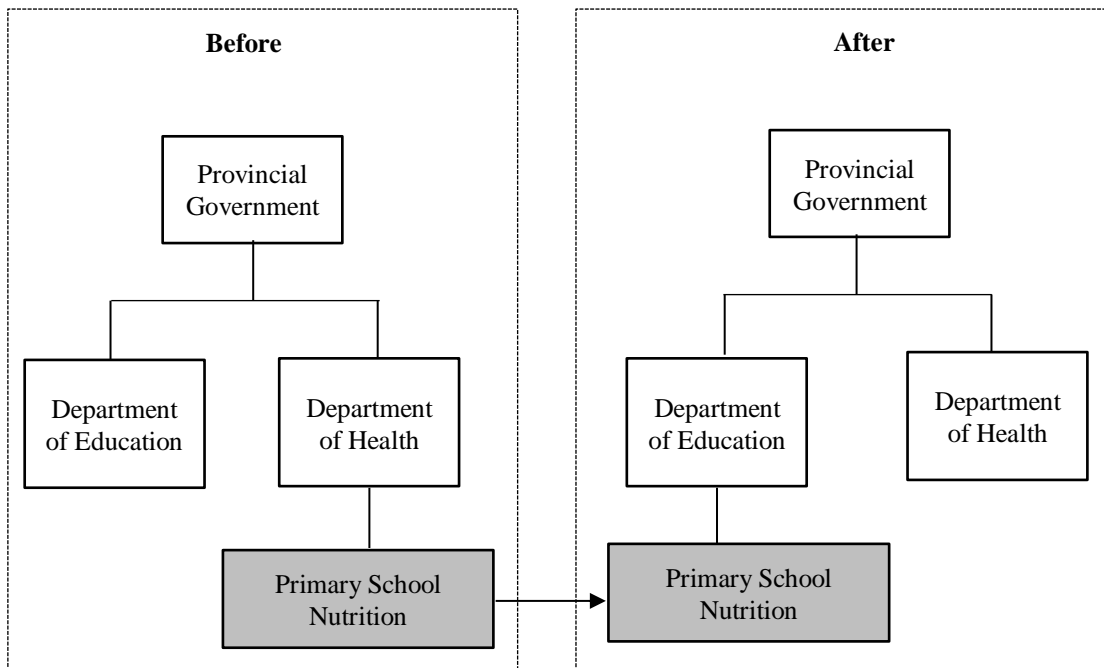 Before
Provincial
Government
Department
of Education
Department
of Health
Primary School
Nutrition
After
Provincial
Government
Department
of Education
Department
of Health
Primary School
Nutrition